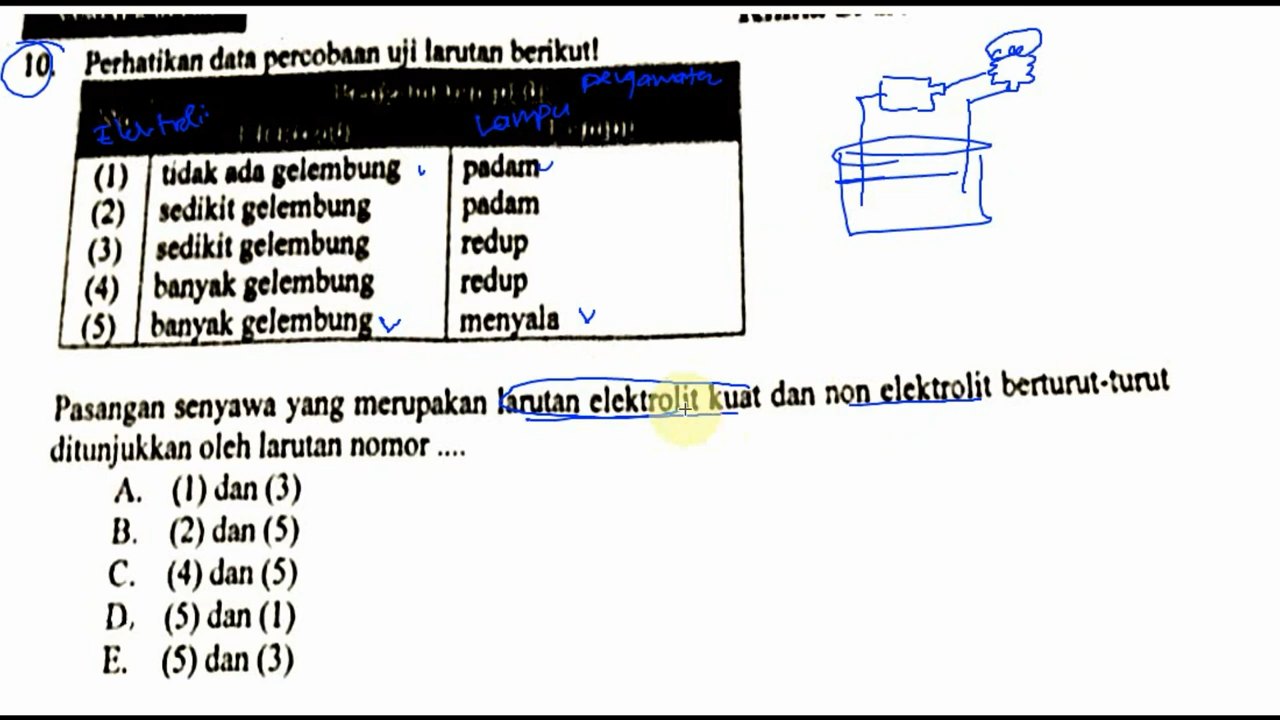 10. Perhatikan data percobaan uji larutan berikut!
pengamatan
Elektroli Lampu
(1) tidak ada gelembung padam
(2) sedikit gelembung padam
(3) sedikit gelembung redup
(4) banyak gelembung redup
(5) banyak gelembung menyala
Pasangan senyawa yang merupakan larutan elektrolit kuat dan non elektrolit berturut-turut
ditunjukkan oleh larutan nomor ....
A. (1) dan (3)
B. (2) dan (5)
C. (4) dan (5)
D. (5) dan (1)
E. (5) dan (3)